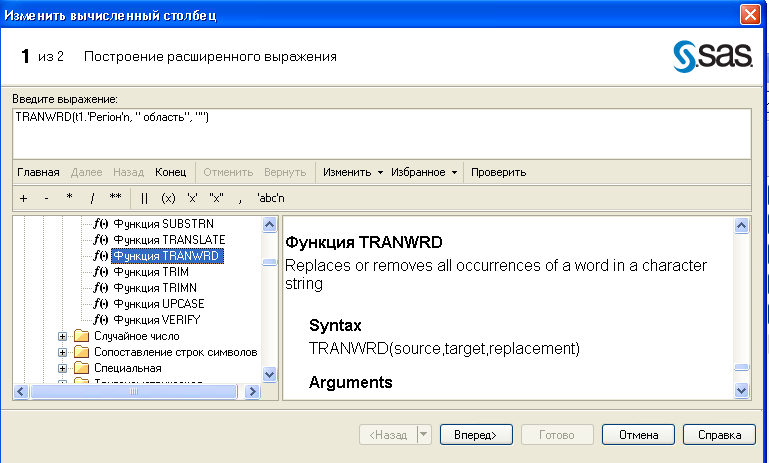 Изменить вычисленный столбец
1 из 2 Построение расширенного выражения
sas.
Введите выражение:
TRANWRD(t1.'Регіон'n, " область", "")
Главная Далее Назад Конец Отменить Вернуть Изменить Избранное Проверить
+ - * / ** || (x) 'x' "x" , 'abc'n
f(•) Функция SUBSTRN
f(•) Функция TRANSLATE
f(•) Функция TRANWRD
f(•) Функция TRIM
f(•) Функция TRIMN
f(•) Функция UPCASE
f(•) Функция VERIFY
Случайное число
Сопоставление строк символов
Специальная
Функция TRANWRD
Replaces or removes all occurrences of a word in a character
string
Syntax
TRANWRD(source,target,replacement)
Arguments
<Назад Вперед> Готово Отмена Справка